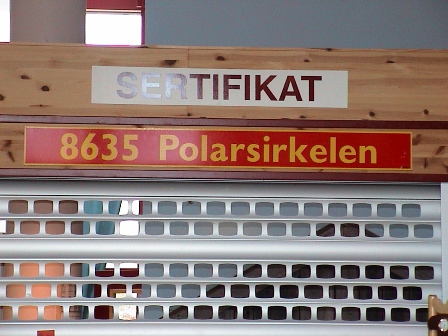 SERTIFIKAT
8635 Polarsirkelen